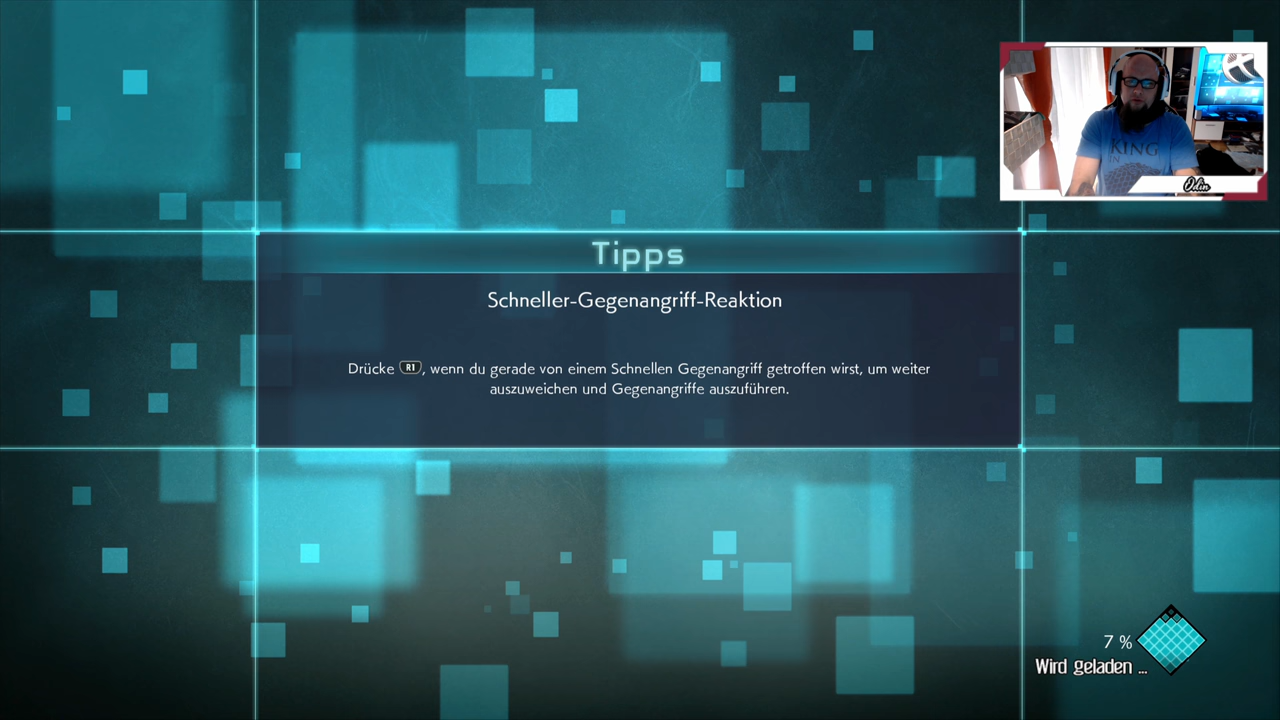 KING
IN
Odin
Tipps
Schneller-Gegenangriff-Reaktion
Drücke R1, wenn du gerade von einem Schnellen Gegenangriff getroffen wirst, um weiter
auszuweichen und Gegenangriffe auszuführen.
7 %
Wird geladen ...